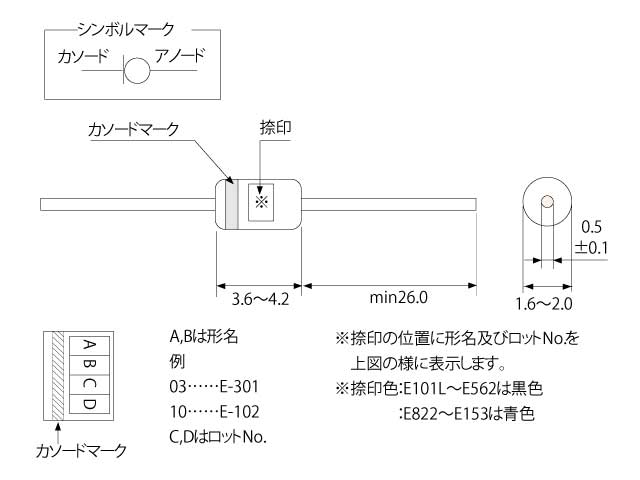 シンボルマーク
カソード アノード
カソードマーク
捺印
※
0.5
±0.1
3.6～4.2
min26.0
1.6～2.0
A
B
C
D
カソードマーク
A,Bは形名
例
03……E-301
10……E-102
C,DはロットNo.
※捺印の位置に形名及びロットNo.を
上図の様に表示します。
※捺印色:E101L～E562は黒色
:E822～E153は青色